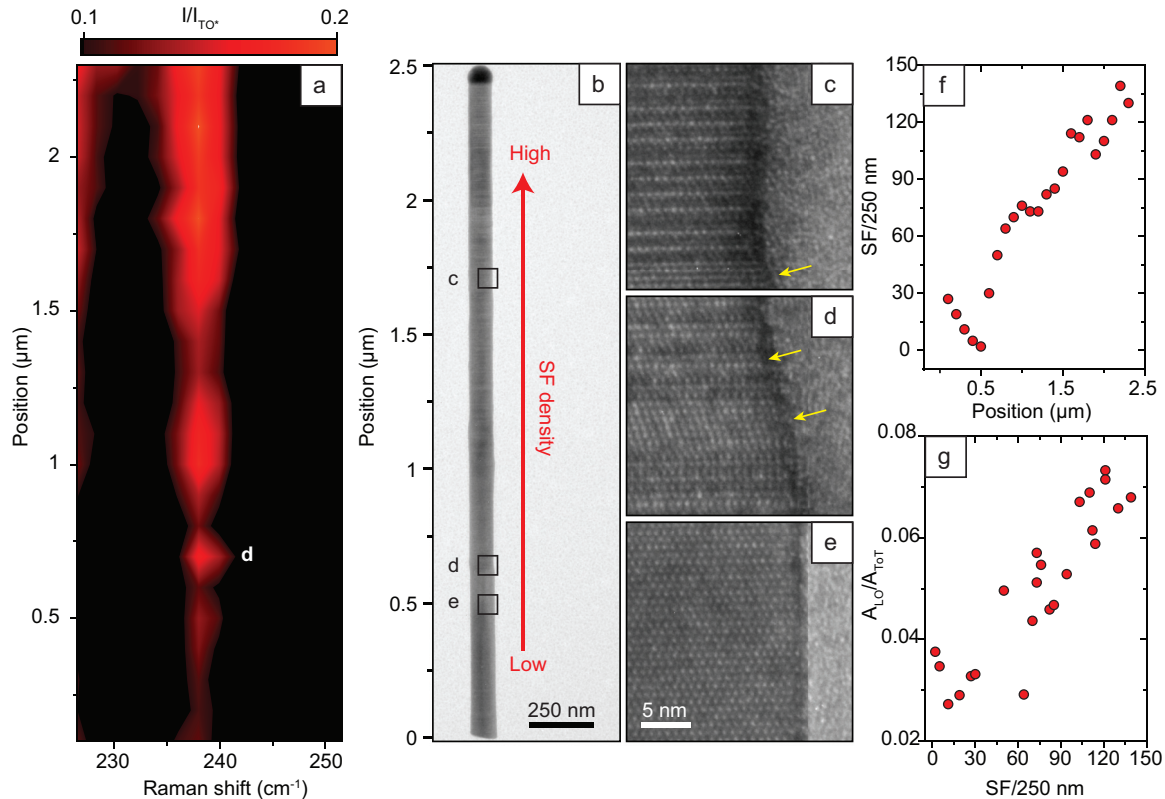 0.1 I/I_TO* 0.2
a
Position (µm)
2
1.5
1
0.5
d
230 240 250
Raman shift (cm⁻¹)
b
Position (µm)
2.5
2
1.5
1
0.5
0
High
SF density
Low
c
d
e
250 nm
c
d
e
5 nm
f
SF/250 nm
150
120
90
60
30
0
0.5 1.5 2.5
Position (µm)
g
A_LO/A_ToT
0.08
0.06
0.04
0.02
0 30 60 90 120 150
SF/250 nm